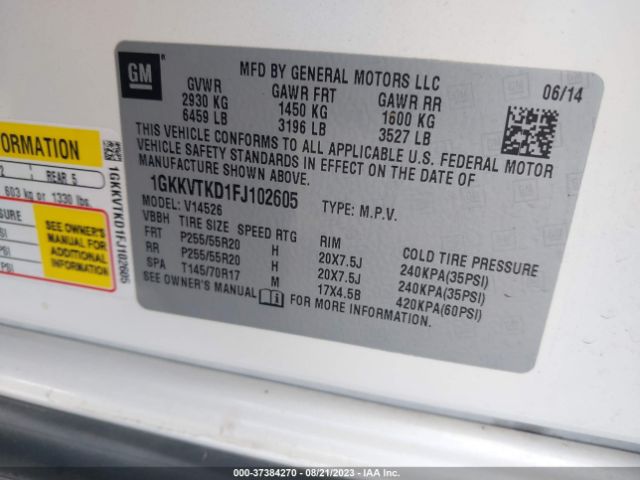 GM
®
MFD BY GENERAL MOTORS LLC
06/14
GVWR GAWR FRT GAWR RR
2930 KG 1450 KG 1600 KG
6459 LB 3196 LB 3527 LB
THIS VEHICLE CONFORMS TO ALL APPLICABLE U.S. FEDERAL MOTOR
VEHICLE SAFETY STANDARDS IN EFFECT ON THE DATE OF
MANUFACTURE SHOWN ABOVE.
1GKKVTKD1FJ102605 TYPE: M.P.V.
MODEL: V14526
VBBH TIRE SIZE SPEED RTG RIM COLD TIRE PRESSURE
FRT P255/55R20 H 20X7.5J 240KPA(35PSI)
RR P255/55R20 H 20X7.5J 240KPA(35PSI)
SPA T145/70R17 M 17X4.5B 420KPA(60PSI)
SEE OWNER'S MANUAL FOR MORE INFORMATION.
FORMATION
2 REAR 5
603 kg or 1330 lbs.
SURE
SEE OWNER'S
MANUAL FOR
ADDITIONAL
INFORMATION
PSI
PSI
1GKKVTKD1FJ102605
000-37384270 - 08/21/2023 - IAA Inc.